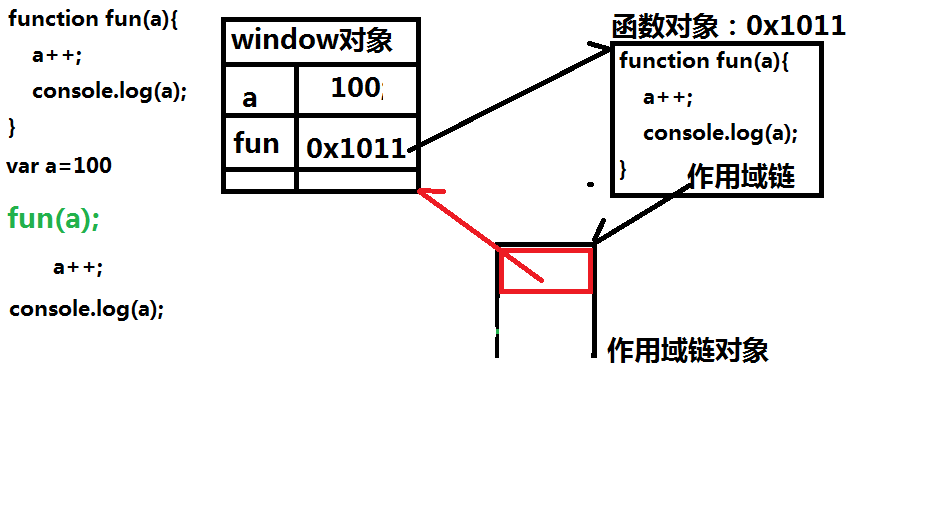 function fun(a){
a++;
console.log(a);
}
var a=100
fun(a);
a++;
console.log(a);
window对象
a
100;
fun
0x1011
函数对象：0x1011
function fun(a){
a++;
console.log(a);
}
作用域链
作用域链对象